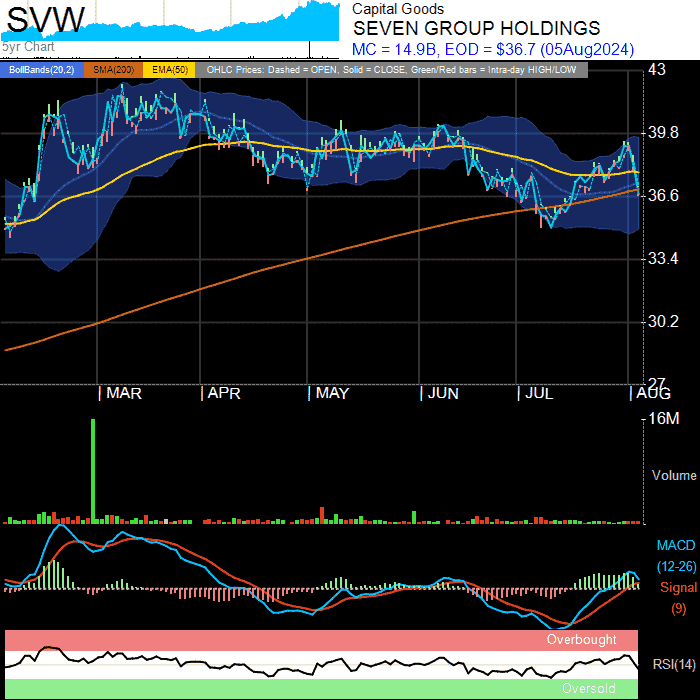 SVW
5yr Chart
Capital Goods
SEVEN GROUP HOLDINGS
MC = 14.9B, EOD = $36.7 (05Aug2024)
BollBands(20,2) SMA(200) EMA(50) OHLC Prices: Dashed = OPEN, Solid = CLOSE, Green/Red bars = Intra-day HIGH/LOW
43
39.8
36.6
33.4
30.2
27
| MAR | APR | MAY | JUN | JUL | AUG
16M
Volume
MACD
(12-26)
Signal
(9)
Overbought
RSI(14)
Oversold